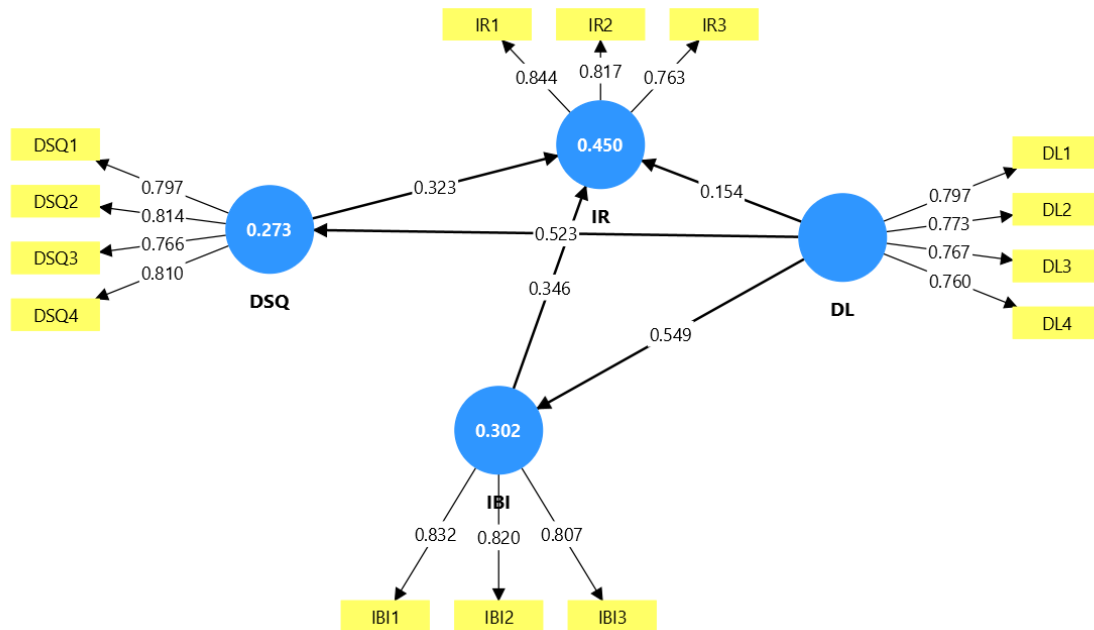 IR1
IR2
IR3
0.844
0.817
0.763
0.450
IR
DSQ1
DSQ2
DSQ3
DSQ4
0.797
0.814
0.766
0.810
0.273
DSQ
0.323
0.154
0.523
0.346
0.549
DL
0.797
0.773
0.767
0.760
DL1
DL2
DL3
DL4
0.302
IBI
0.832
0.820
0.807
IBI1
IBI2
IBI3